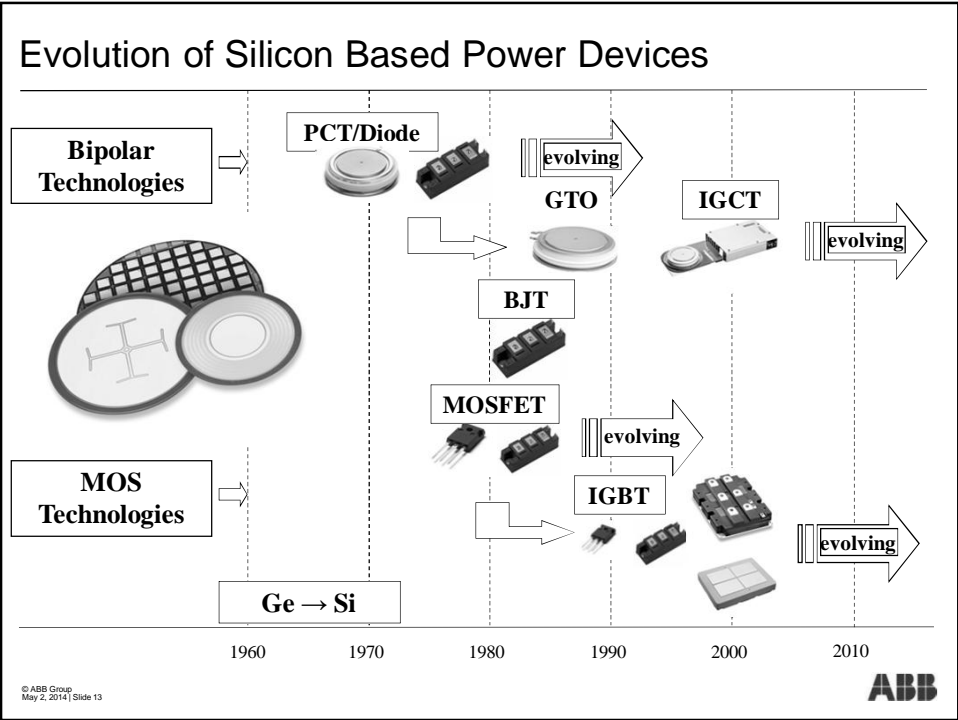 Evolution of Silicon Based Power Devices
Bipolar
Technologies
PCT/Diode
evolving
GTO
IGCT
evolving
BJT
MOSFET
evolving
MOS
Technologies
IGBT
evolving
Ge → Si
1960
1970
1980
1990
2000
2010
© ABB Group
May 2, 2014 | Slide 13
ABB